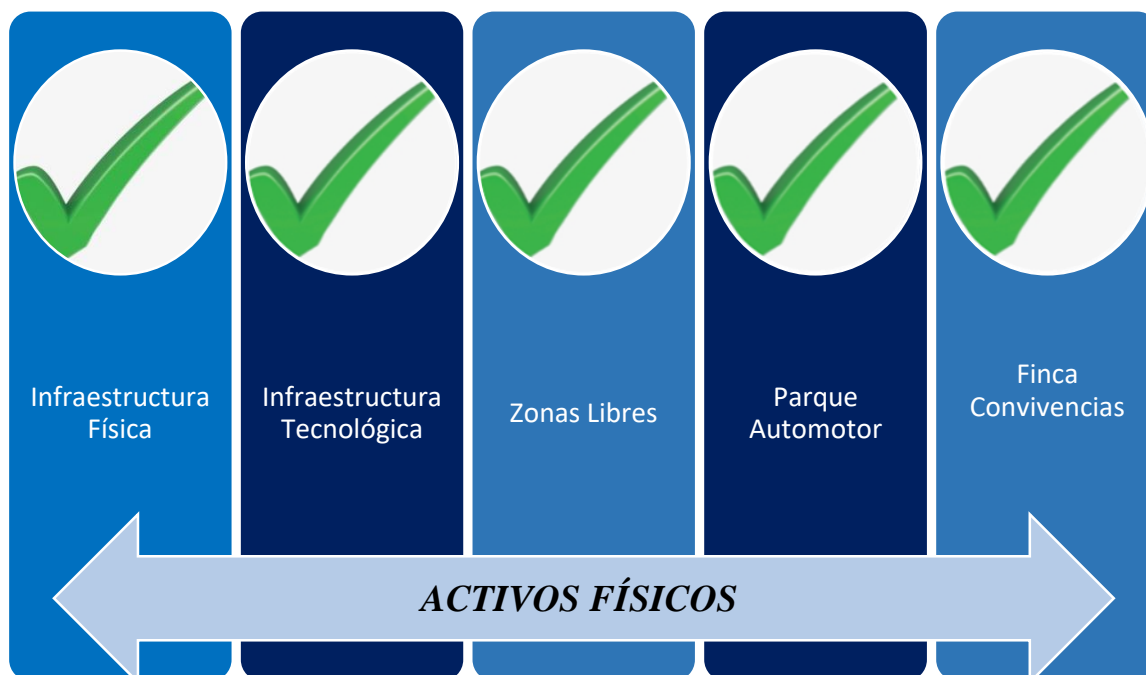 Infraestructura
Física
Infraestructura
Tecnológica
Zonas Libres
Parque
Automotor
Finca
Convivencias
ACTIVOS FÍSICOS